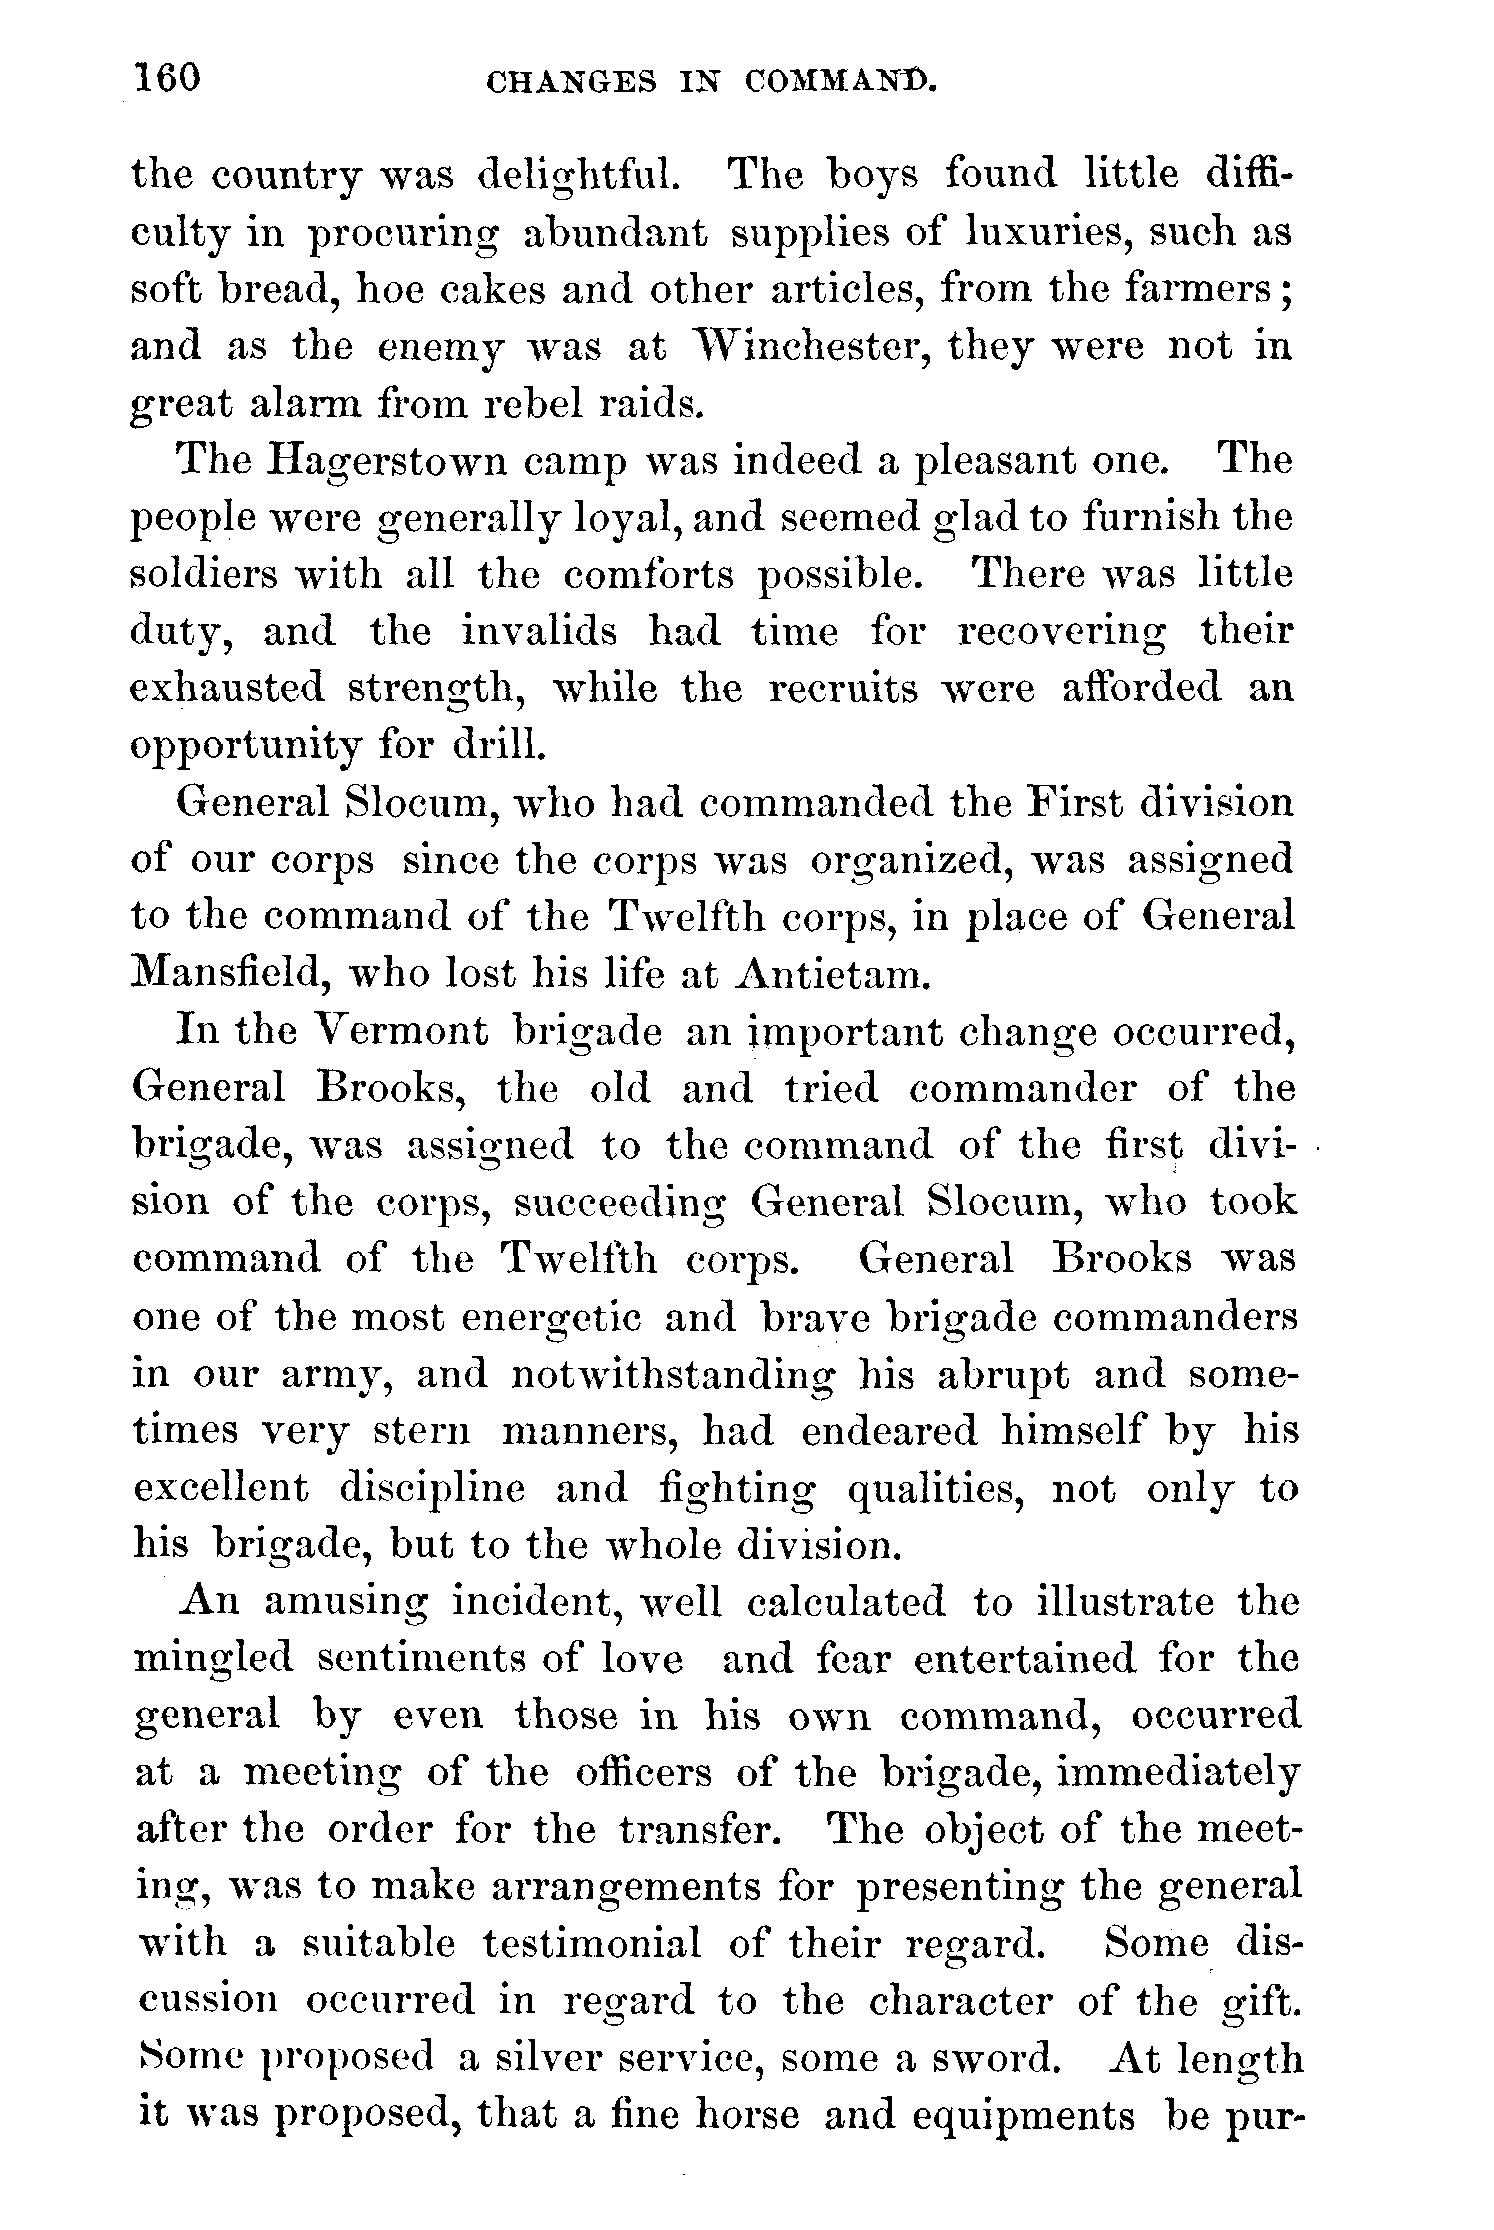 160 CHANGES IN COMMAND.
the country was delightful. The boys found little diffi-
culty in procuring abundant supplies of luxuries, such as
soft bread, hoe cakes and other articles, from the farmers;
and as the enemy was at Winchester, they were not in
great alarm from rebel raids.
The Hagerstown camp was indeed a pleasant one. The
people were generally loyal, and seemed glad to furnish the
soldiers with all the comforts possible. There was little
duty, and the invalids had time for recovering their
exhausted strength, while the recruits were afforded an
opportunity for drill.
General Slocum, who had commanded the First division
of our corps since the corps was organized, was assigned
to the command of the Twelfth corps, in place of General
Mansfield, who lost his life at Antietam.
In the Vermont brigade an important change occurred,
General Brooks, the old and tried commander of the
brigade, was assigned to the command of the first divi-
sion of the corps, succeeding General Slocum, who took
command of the Twelfth corps. General Brooks was
one of the most energetic and brave brigade commanders
in our army, and notwithstanding his abrupt and some-
times very stern manners, had endeared himself by his
excellent discipline and fighting qualities, not only to
his brigade, but to the whole division.
An amusing incident, well calculated to illustrate the
mingled sentiments of love and fear entertained for the
general by even those in his own command, occurred
at a meeting of the officers of the brigade, immediately
after the order for the transfer. The object of the meet-
ing, was to make arrangements for presenting the general
with a suitable testimonial of their regard. Some dis-
cussion occurred in regard to the character of the gift.
Some proposed a silver service, some a sword. At length
it was proposed, that a fine horse and equipments be pur-